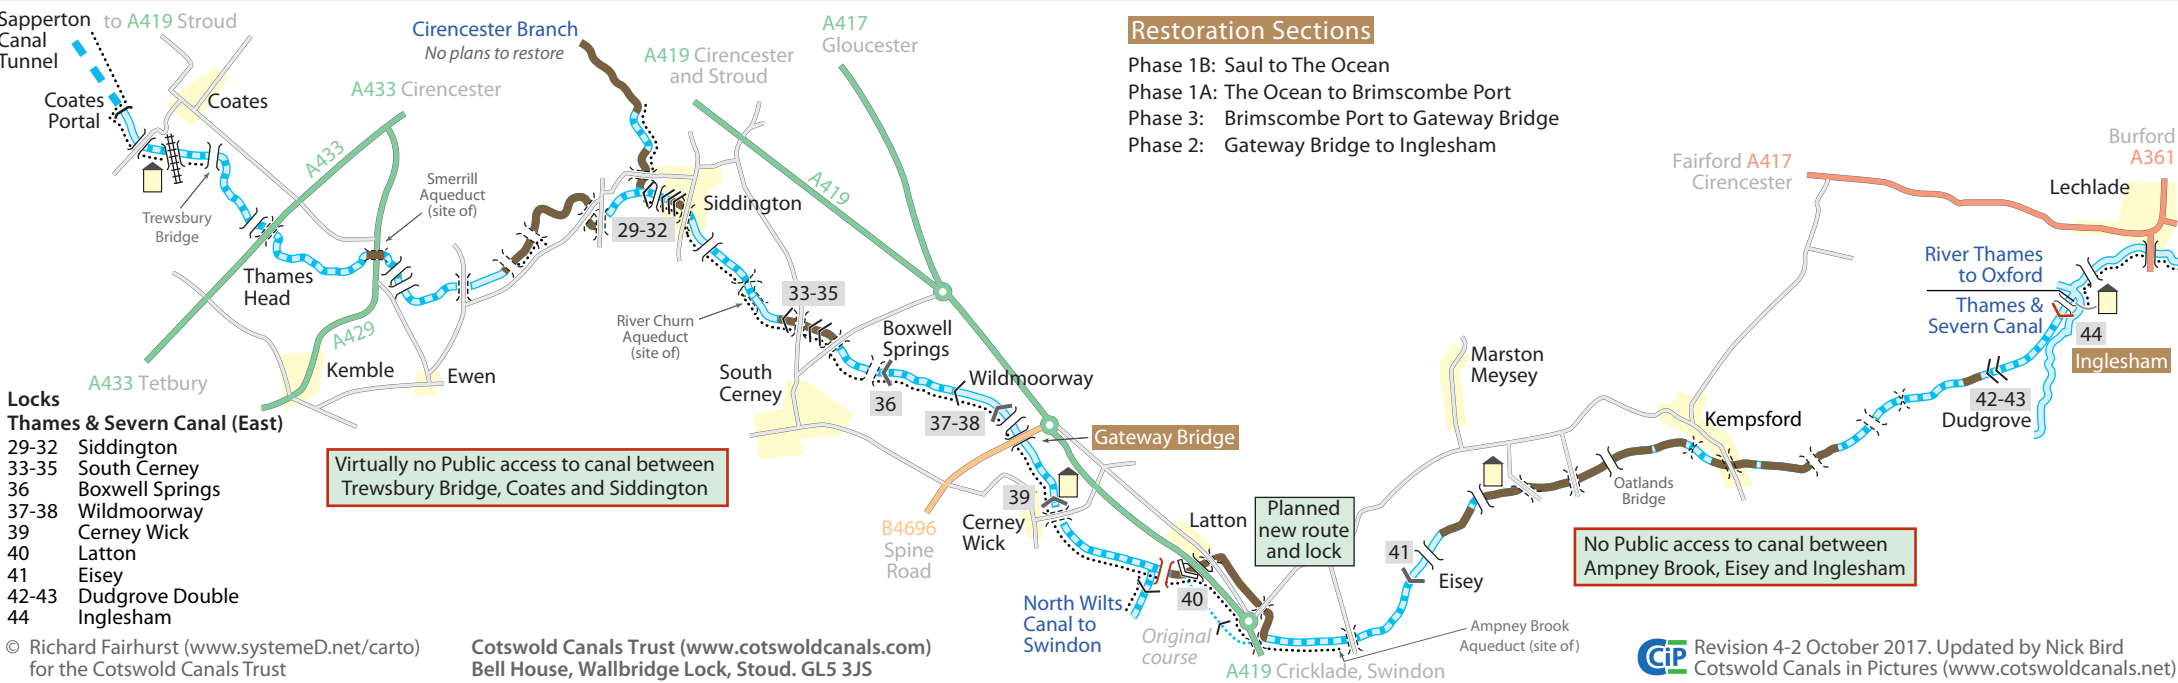 Sapperton
Canal
Tunnel
to A419 Stroud
Coates
Portal
Coates
A433 Cirencester
A433
Trewsbury
Bridge
Smerrill
Aqueduct
(site of)
Thames
Head
A429
Kemble
Ewen
A433 Tetbury
Cirencester Branch
No plans to restore
A419 Cirencester
and Stroud
A417
Gloucester
A419
Siddington
29-32
33-35
River Churn
Aqueduct
(site of)
Boxwell
Springs
South
Cerney
36
Wildmoorway
37-38
Gateway Bridge
39
Cerney
Wick
B4696
Spine
Road
Latton
40
North Wilts
Canal to
Swindon
Original
course
A419 Cricklade, Swindon
Planned
new route
and lock
Ampney Brook
Aqueduct (site of)
41
Eisey
Marston
Meysey
Oatlands
Bridge
Kempsford
42-43
Dudgrove
44
Inglesham
River Thames
to Oxford
Thames &
Severn Canal
Fairford A417
Cirencester
Burford
A361
Lechlade
Restoration Sections
Phase 1B: Saul to The Ocean
Phase 1A: The Ocean to Brimscombe Port
Phase 3: Brimscombe Port to Gateway Bridge
Phase 2: Gateway Bridge to Inglesham
Virtually no Public access to canal between
Trewsbury Bridge, Coates and Siddington
No Public access to canal between
Ampney Brook, Eisey and Inglesham
Locks
Thames & Severn Canal (East)
29-32 Siddington
33-35 South Cerney
36 Boxwell Springs
37-38 Wildmoorway
39 Cerney Wick
40 Latton
41 Eisey
42-43 Dudgrove Double
44 Inglesham
© Richard Fairhurst (www.systemeD.net/carto)
for the Cotswold Canals Trust
Cotswold Canals Trust (www.cotswoldcanals.com)
Bell House, Wallbridge Lock, Stoud. GL5 3JS
CiP
Revision 4-2 October 2017. Updated by Nick Bird
Cotswold Canals in Pictures (www.cotswoldcanals.net)